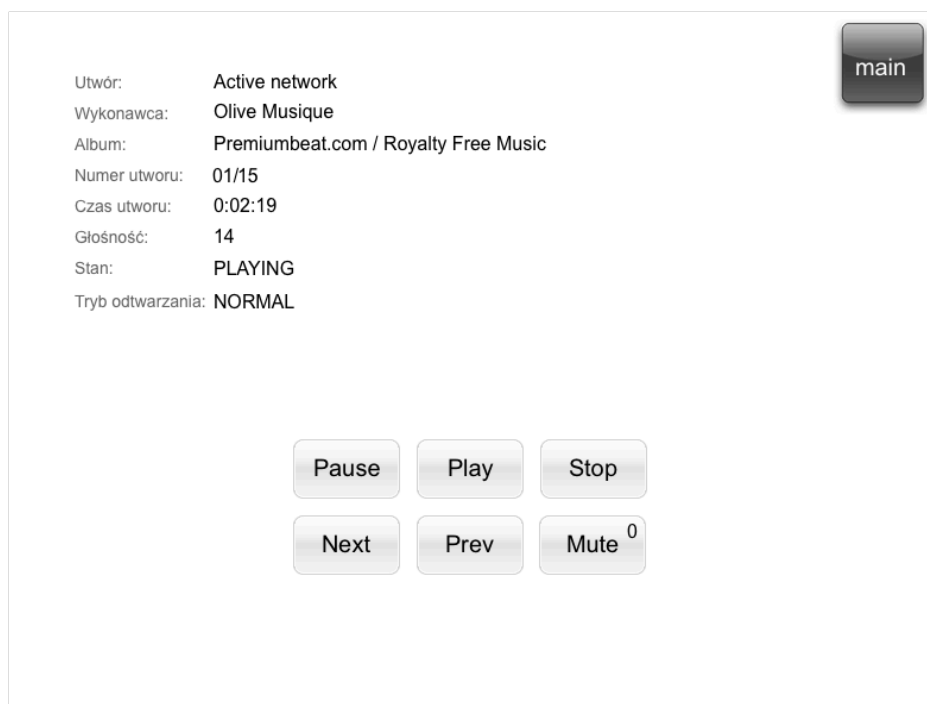 main
Utwór: Active network
Wykonawca: Olive Musique
Album: Premiumbeat.com / Royalty Free Music
Numer utworu: 01/15
Czas utworu: 0:02:19
Głośność: 14
Stan: PLAYING
Tryb odtwarzania: NORMAL
Pause Play Stop
Next Prev Mute 0